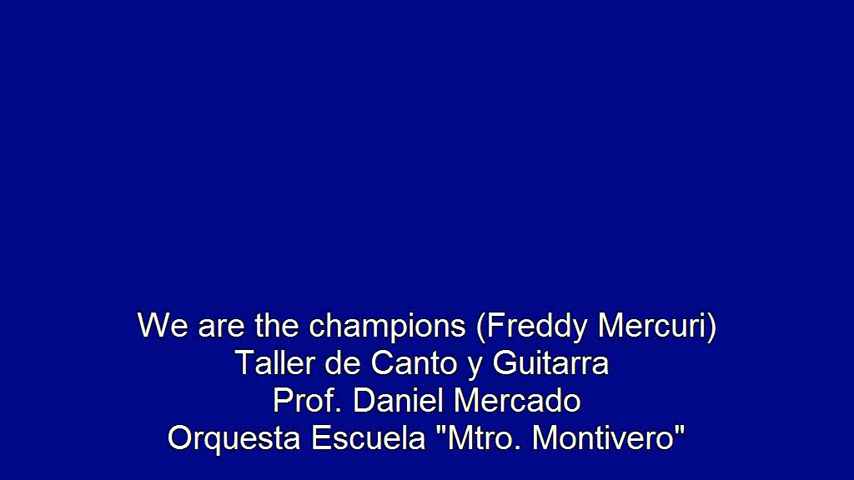 We are the champions (Freddy Mercuri)
Taller de Canto y Guitarra
Prof. Daniel Mercado
Orquesta Escuela "Mtro. Montivero"